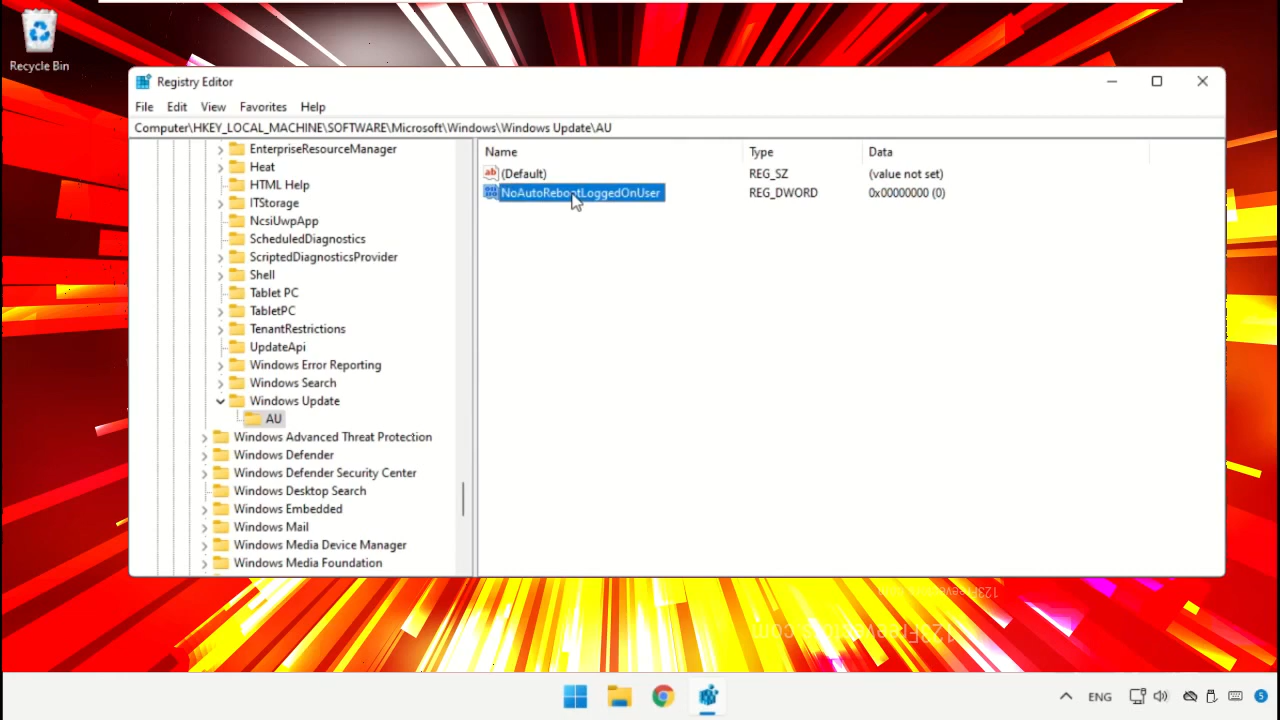 Recycle Bin
Registry Editor
File Edit View Favorites Help
Computer\HKEY_LOCAL_MACHINE\SOFTWARE\Microsoft\Windows\Windows Update\AU
EnterpriseResourceManager
Heat
HTML Help
ITStorage
NcsiUwpApp
ScheduledDiagnostics
ScriptedDiagnosticsProvider
Shell
Tablet PC
TabletPC
TenantRestrictions
UpdateApi
Windows Error Reporting
Windows Search
Windows Update
AU
Windows Advanced Threat Protection
Windows Defender
Windows Defender Security Center
Windows Desktop Search
Windows Embedded
Windows Mail
Windows Media Device Manager
Windows Media Foundation
Name Type Data
ab (Default) REG_SZ (value not set)
NoAutoRebootLoggedOnUser REG_DWORD 0x00000000 (0)
ENG 5